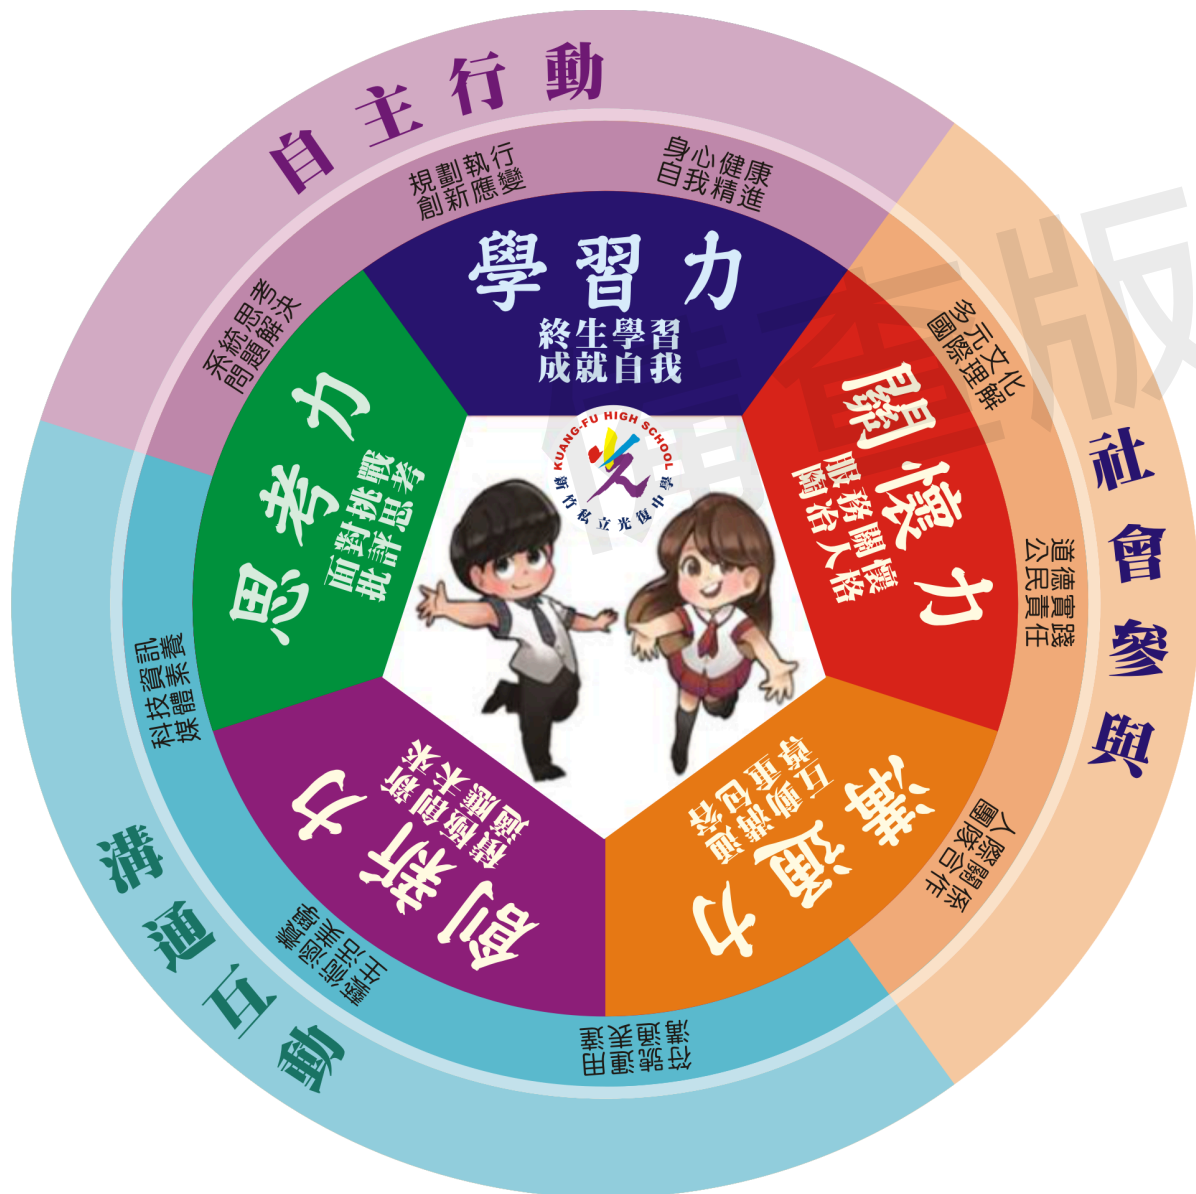 自主行動
規劃執行
創新應變
身心健康
自我精進
系統思考
問題解決
社會參與
多元文化
國際理解
道德實踐
公民責任
人際關係
團隊合作
溝通互動
科技資訊
媒體素養
藝術涵養
生活美學
符號運用
溝通表達
學習力
終生學習
成就自我
關懷力
服務關懷
陶冶人格
溝通力
互動溝通
尊重包容
創新力
積極創新
適應未來
思考力
面對挑戰
批評思考
KUANG-FU HIGH SCHOOL
新竹私立光復中學
備查版